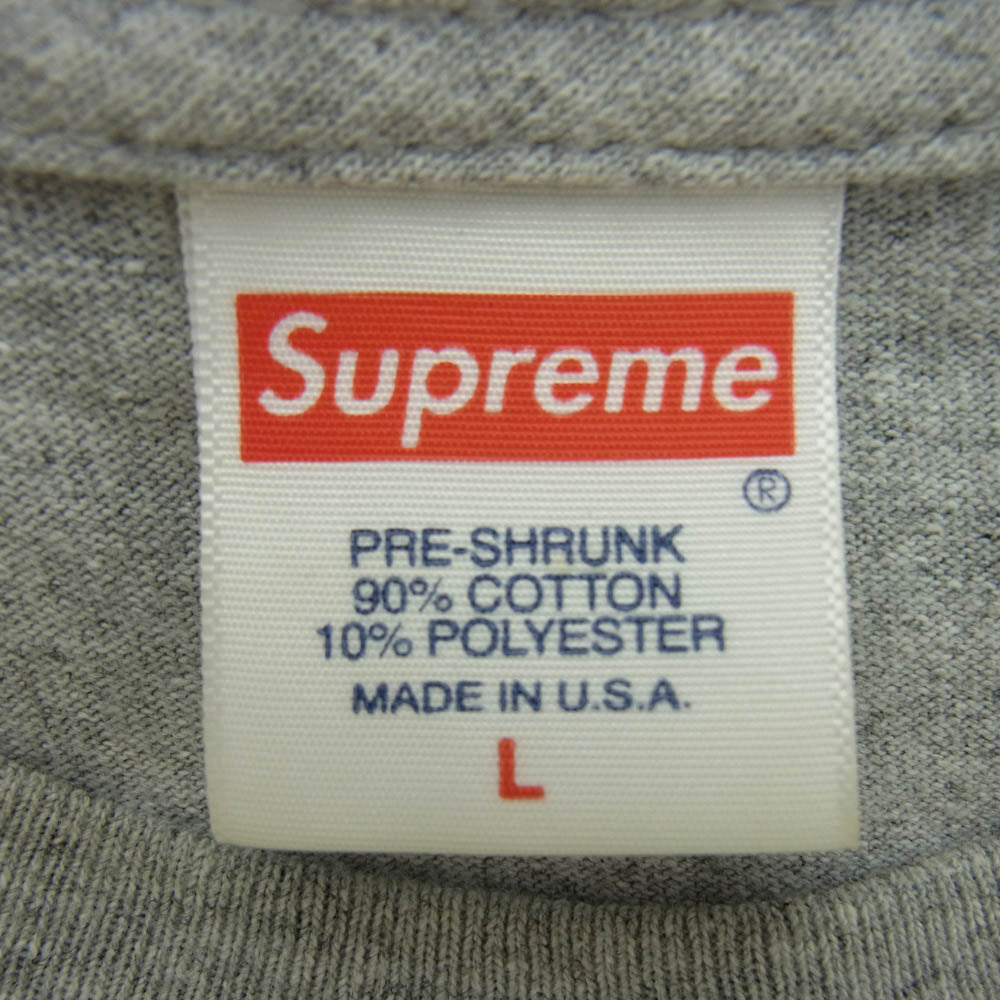 Supreme
®
PRE-SHRUNK
90% COTTON
10% POLYESTER
MADE IN U.S.A.
L